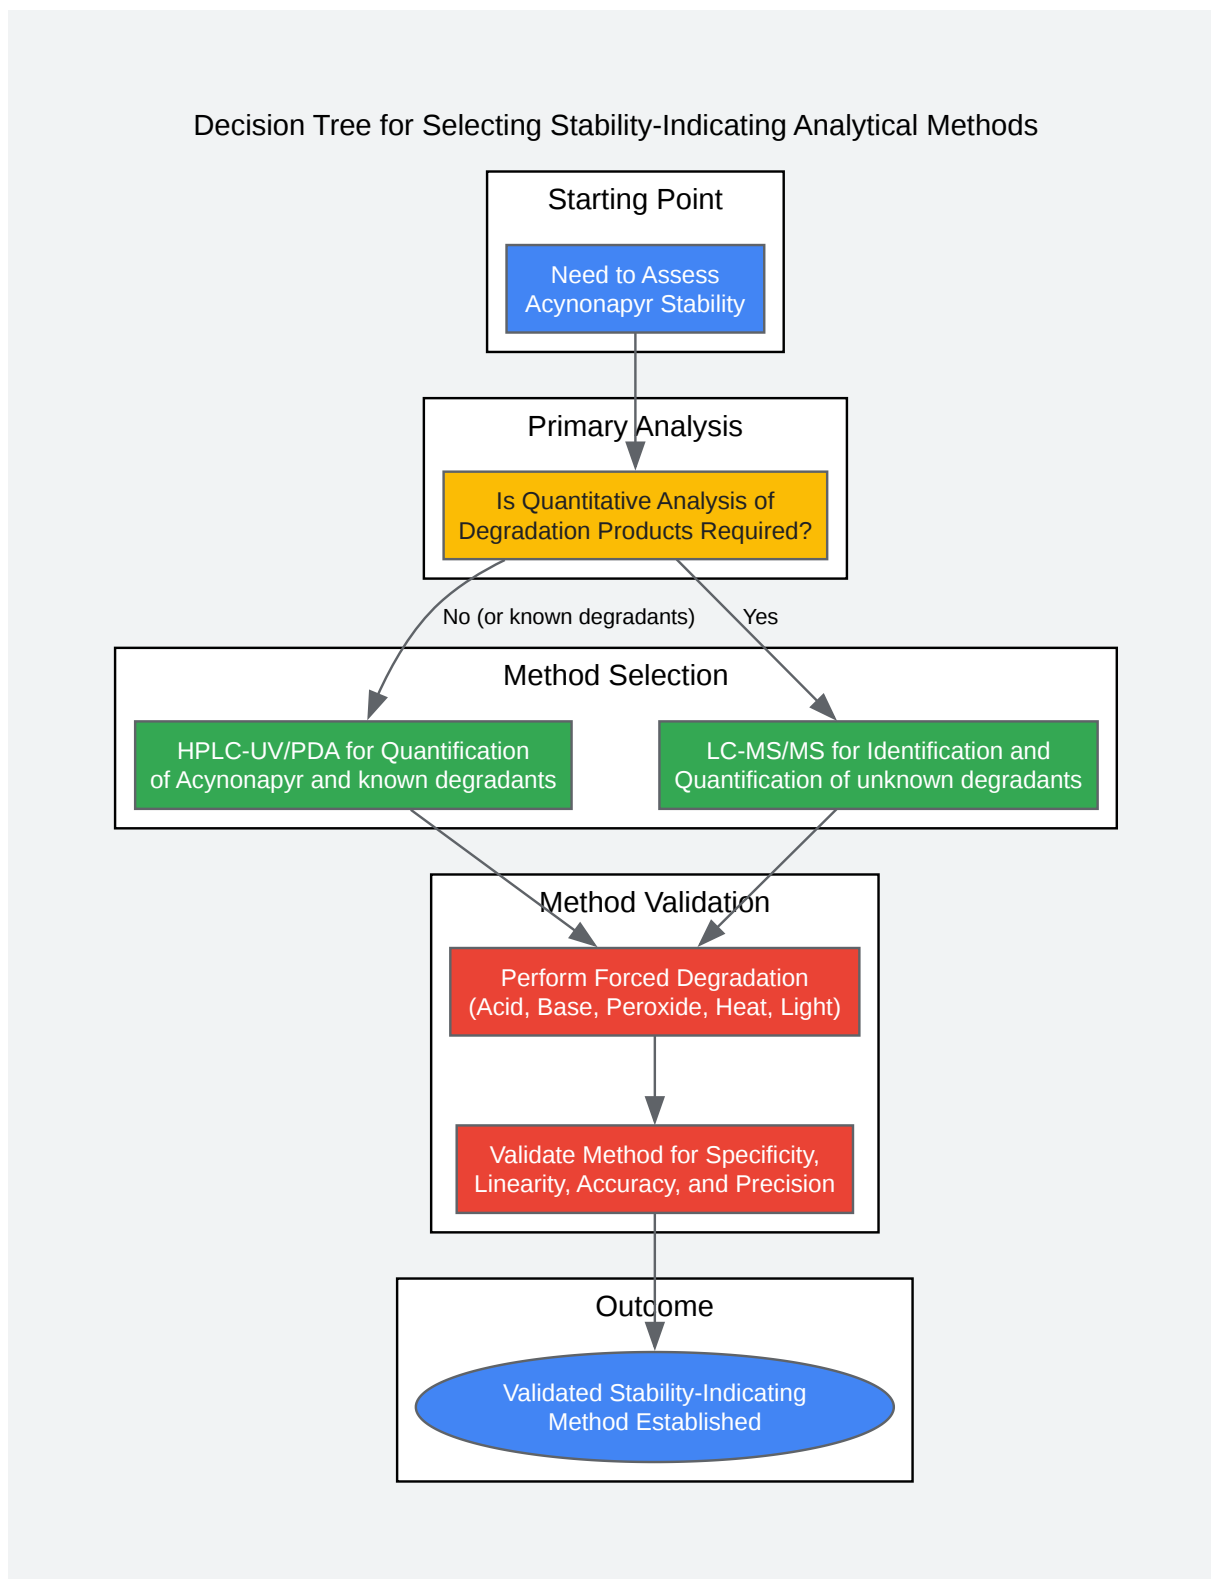 Decision Tree for Selecting Stability-Indicating Analytical Methods
Starting Point
Need to Assess
Acynonapyr Stability
Primary Analysis
Is Quantitative Analysis of
Degradation Products Required?
No (or known degradants)
Yes
Method Selection
HPLC-UV/PDA for Quantification
of Acynonapyr and known degradants
LC-MS/MS for Identification and
Quantification of unknown degradants
Method Validation
Perform Forced Degradation
(Acid, Base, Peroxide, Heat, Light)
Validate Method for Specificity,
Linearity, Accuracy, and Precision
Outcome
Validated Stability-Indicating
Method Established